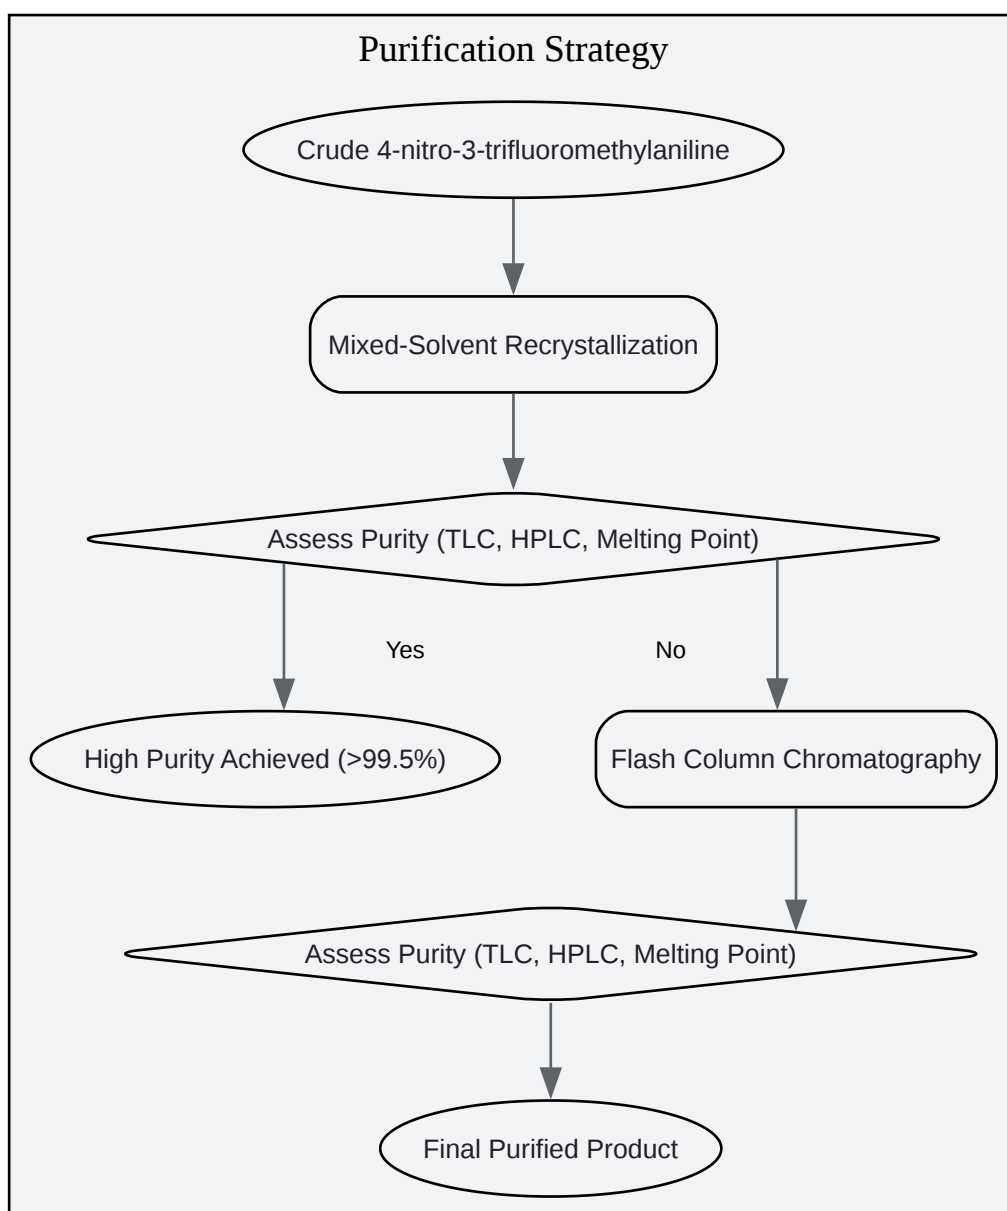 Purification Strategy
Crude 4-nitro-3-trifluoromethylaniline
Mixed-Solvent Recrystallization
Assess Purity (TLC, HPLC, Melting Point)
Yes
No
High Purity Achieved (>99.5%)
Flash Column Chromatography
Assess Purity (TLC, HPLC, Melting Point)
Final Purified Product